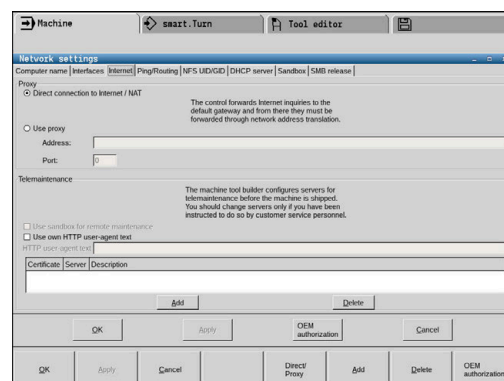 Machine
smart.Turn
Tool editor
Network settings
Computer name Interfaces Internet Ping/Routing NFS UID/GID DHCP server Sandbox SMB release
Proxy
Direct connection to Internet / NAT
The control forwards Internet inquiries to the
default gateway and from there they must be
forwarded through network address translation.
Use proxy
Address:
Port: 0
Telemaintenance
The machine tool builder configures servers for
telemaintenance before the machine is shipped.
You should change servers only if you have been
instructed to do so by customer service personnel.
Use sandbox for remote maintenance
Use own HTTP user-agent text
HTTP user agent text
Certificate Server Description
Add Delete
OK Apply OEM authorization Cancel
OK Apply Cancel Direct/ Proxy Add Delete OEM authorization